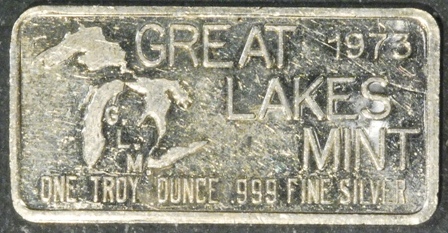 GREAT 1973
LAKES
MINT
G.
L.
M.
ONE TROY OUNCE .999 FINE SILVER